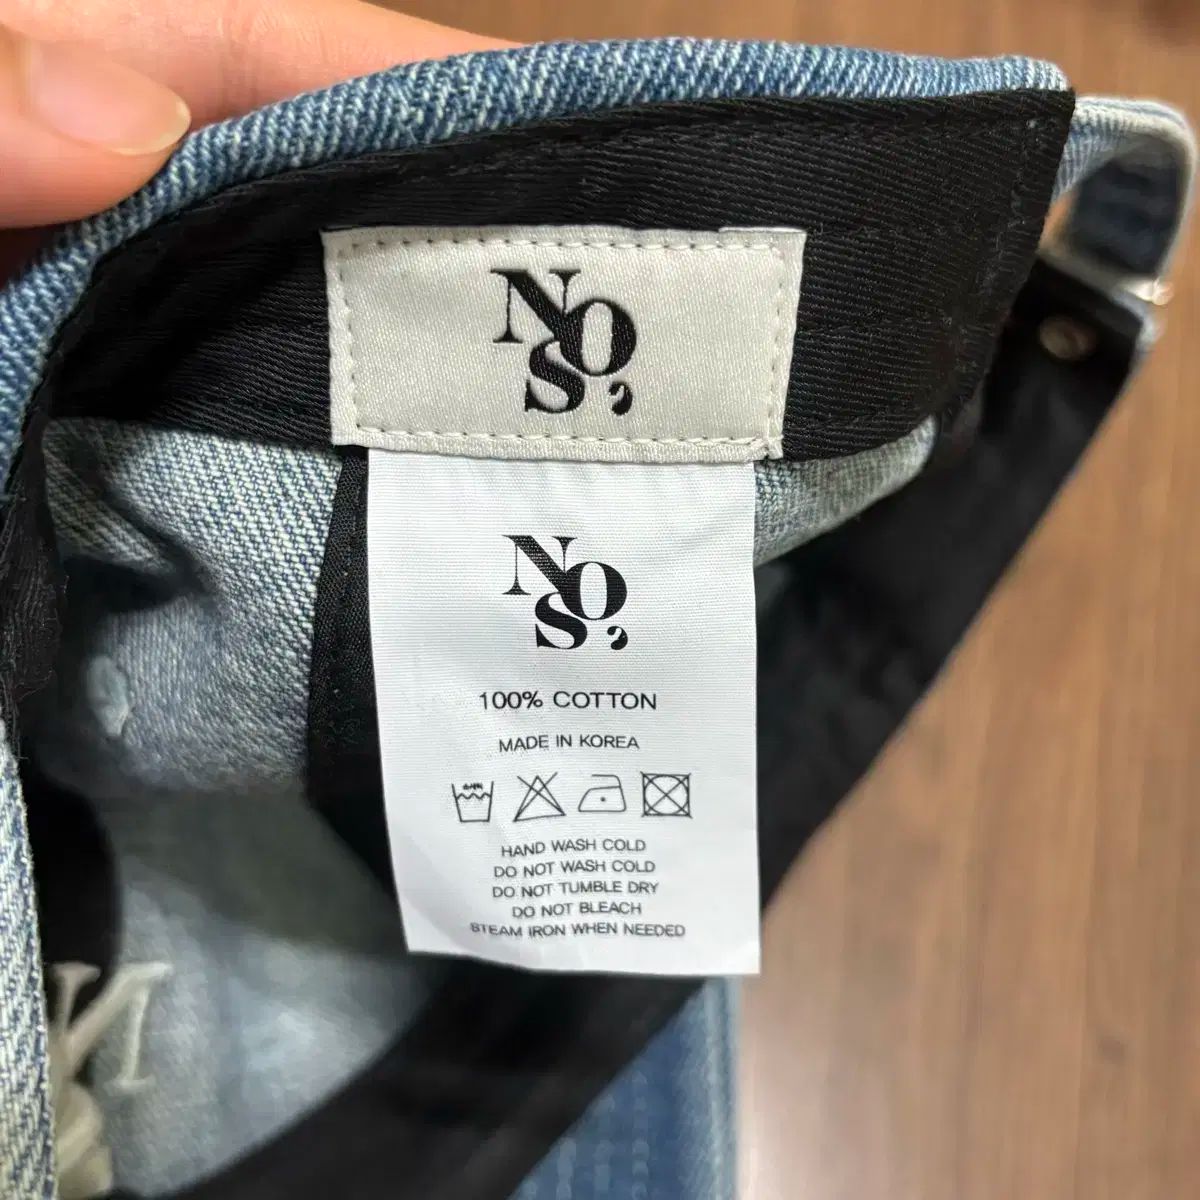 NOS,
NOS,
100% COTTON
MADE IN KOREA
HAND WASH COLD
DO NOT WASH COLD
DO NOT TUMBLE DRY
DO NOT BLEACH
STEAM IRON WHEN NEEDED
N